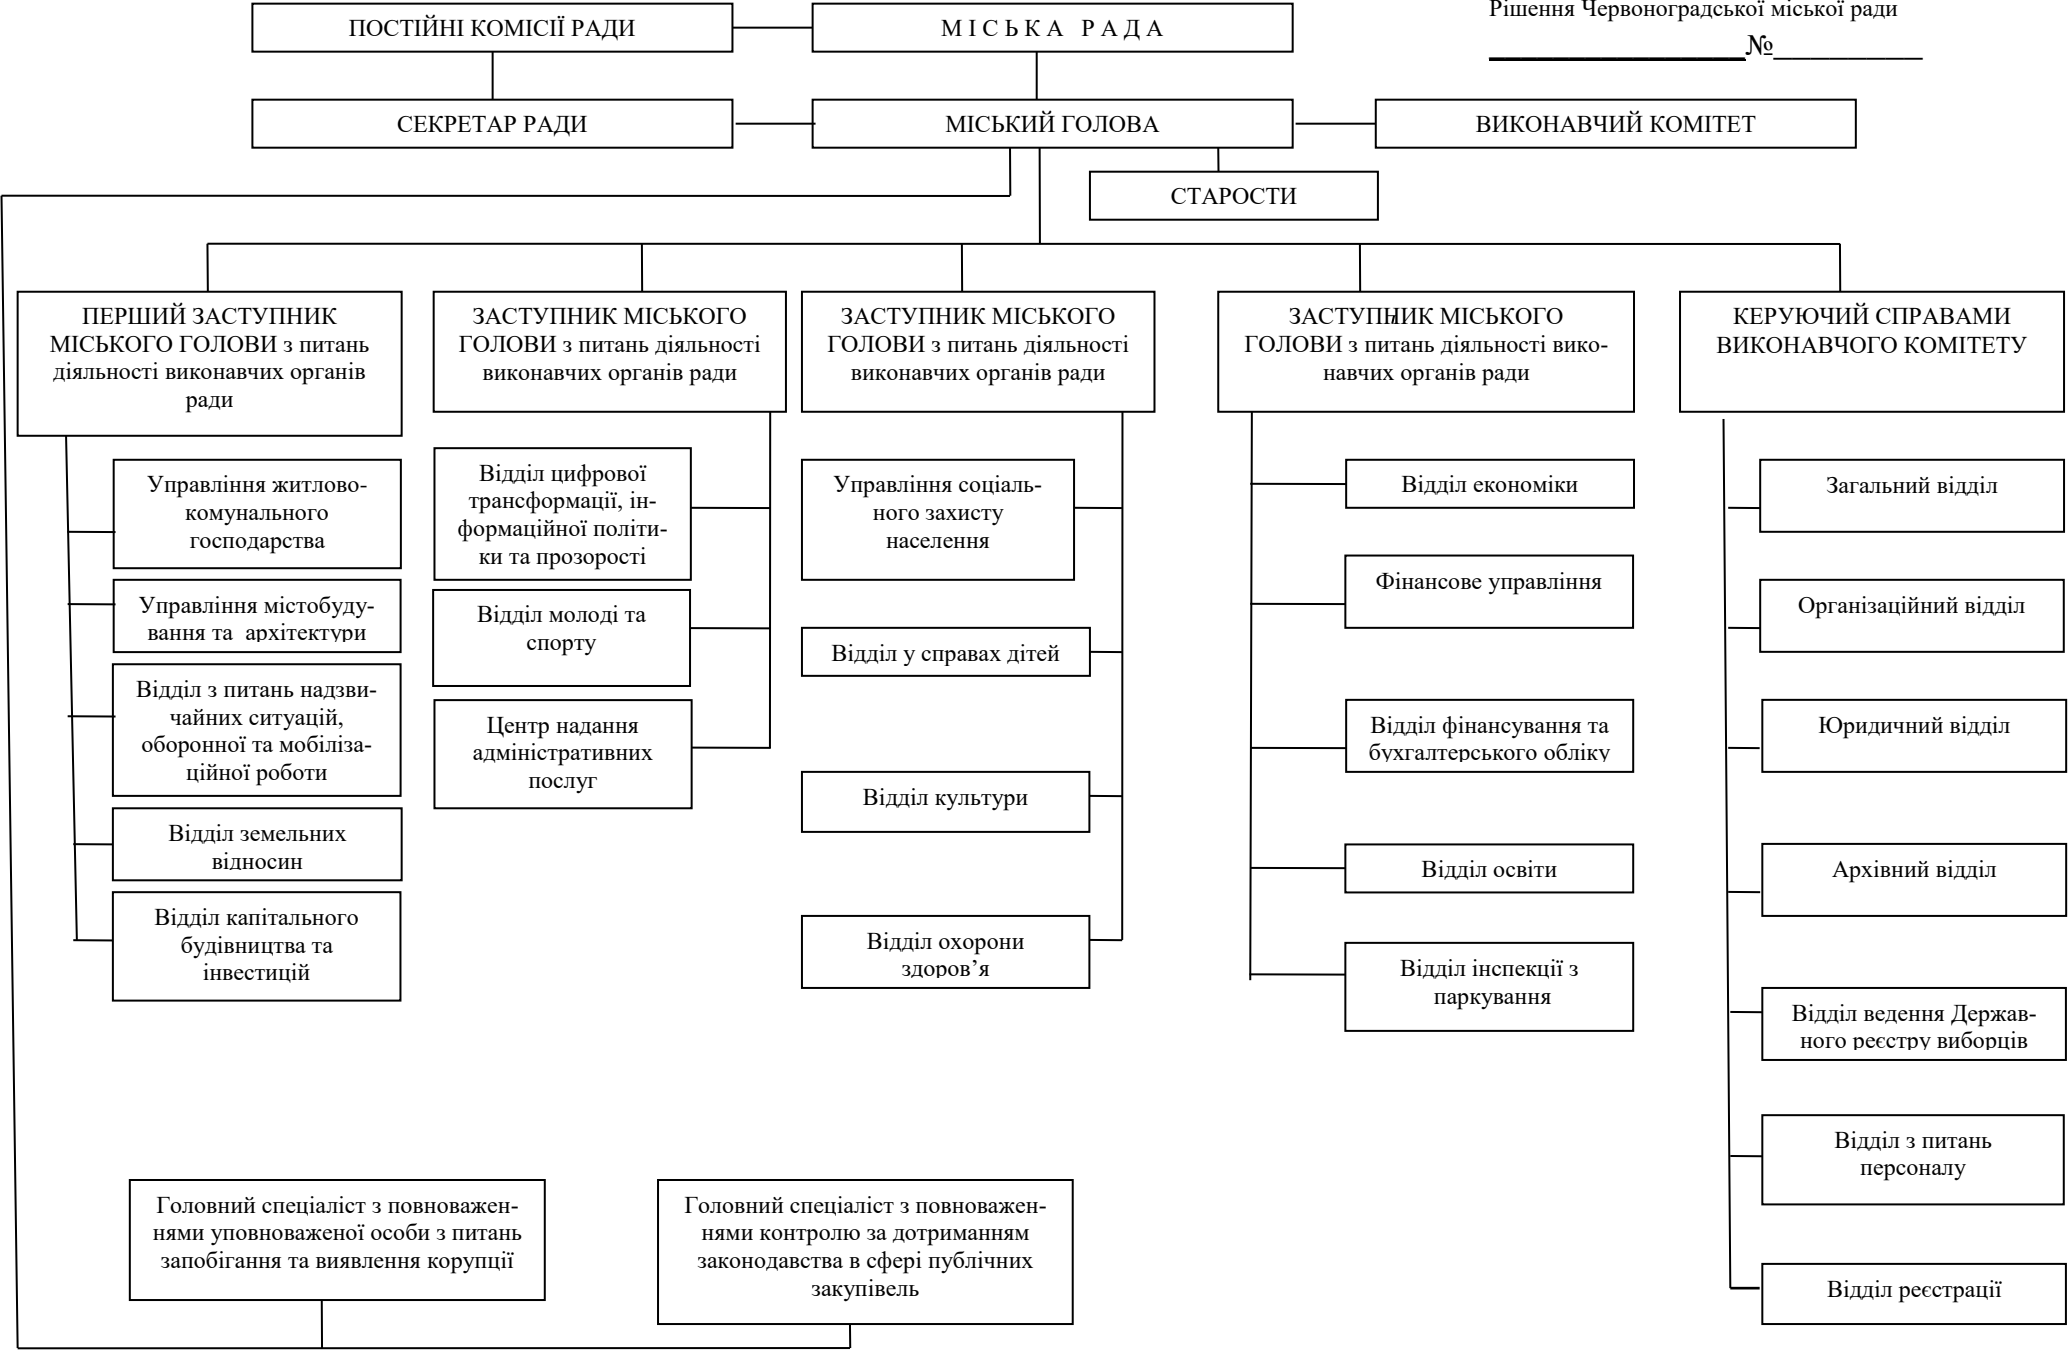 Рішення Червоноградської міської ради
№
ПОСТІЙНІ КОМІСІЇ РАДИ
М І С Ь К А Р А Д А
СЕКРЕТАР РАДИ
МІСЬКИЙ ГОЛОВА
ВИКОНАВЧИЙ КОМІТЕТ
СТАРОСТИ
ПЕРШИЙ ЗАСТУПНИК
МІСЬКОГО ГОЛОВИ з питань
діяльності виконавчих органів
ради
Управління житлово-
комунального
господарства
Управління містобуду-
вання та архітектури
Відділ з питань надзви-
чайних ситуацій,
оборонної та мобіліза-
ційної роботи
Відділ земельних
відносин
Відділ капітального
будівництва та
інвестицій
ЗАСТУПНИК МІСЬКОГО
ГОЛОВИ з питань діяльності
виконавчих органів ради
Відділ цифрової
трансформації, ін-
формаційної політи-
ки та прозорості
Відділ молоді та
спорту
Центр надання
адміністративних
послуг
ЗАСТУПНИК МІСЬКОГО
ГОЛОВИ з питань діяльності
виконавчих органів ради
Управління соціаль-
ного захисту
населення
Відділ у справах дітей
Відділ культури
Відділ охорони
здоров’я
ЗАСТУПНИК МІСЬКОГО
ГОЛОВИ з питань діяльності вико-
навчих органів ради
Відділ економіки
Фінансове управління
Відділ фінансування та
бухгалтерського обліку
Відділ освіти
Відділ інспекції з
паркування
КЕРУЮЧИЙ СПРАВАМИ
ВИКОНАВЧОГО КОМІТЕТУ
Загальний відділ
Організаційний відділ
Юридичний відділ
Архівний відділ
Відділ ведення Держав-
ного реєстру виборців
Відділ з питань
персоналу
Відділ реєстрації
Головний спеціаліст з повноважен-
нями уповноваженої особи з питань
запобігання та виявлення корупції
Головний спеціаліст з повноважен-
нями контролю за дотриманням
законодавства в сфері публічних
закупівель